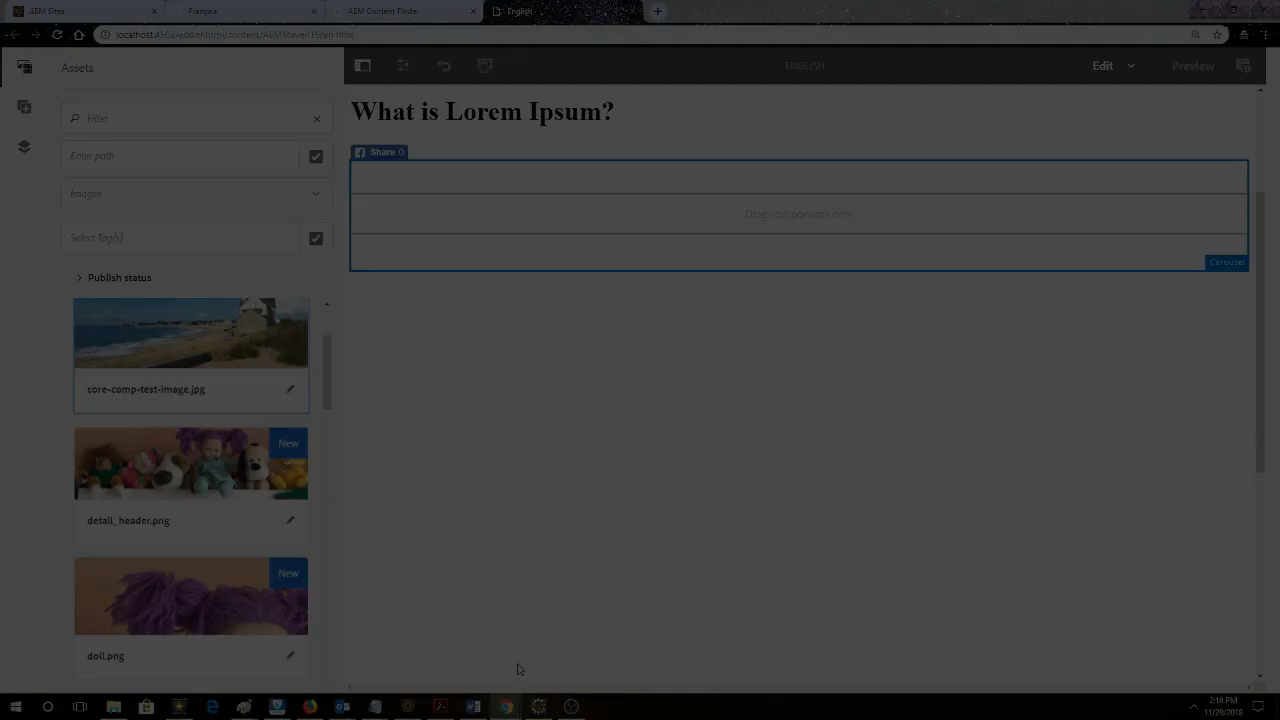 AEM Sites
Français
AEM Content Finder
English
localhost:4502/editor.html/content/AEMMaven15/en.html
Assets
ENGLISH
Edit
Preview
Filter
What is Lorem Ipsum?
Enter path
Share 0
Images
Drag components here
Select Tag(s)
Carousel
Publish status
core-comp-test-image.jpg
New
detail_header.png
New
doll.png
2:18 PM
11/29/2018